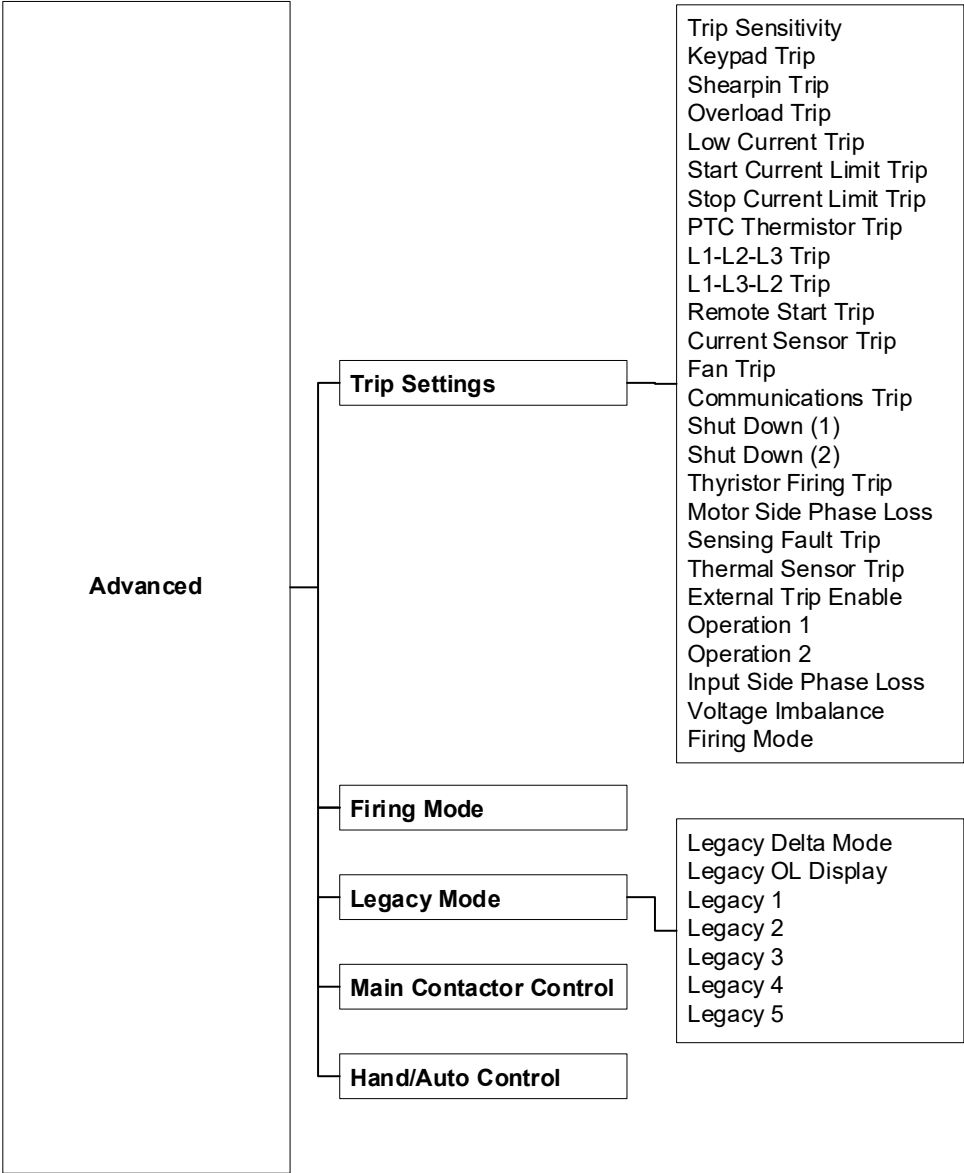 Advanced
Trip Settings
Trip Sensitivity
Keypad Trip
Shearpin Trip
Overload Trip
Low Current Trip
Start Current Limit Trip
Stop Current Limit Trip
PTC Thermistor Trip
L1-L2-L3 Trip
L1-L3-L2 Trip
Remote Start Trip
Current Sensor Trip
Fan Trip
Communications Trip
Shut Down (1)
Shut Down (2)
Thyristor Firing Trip
Motor Side Phase Loss
Sensing Fault Trip
Thermal Sensor Trip
External Trip Enable
Operation 1
Operation 2
Input Side Phase Loss
Voltage Imbalance
Firing Mode
Firing Mode
Legacy Mode
Legacy Delta Mode
Legacy OL Display
Legacy 1
Legacy 2
Legacy 3
Legacy 4
Legacy 5
Main Contactor Control
Hand/Auto Control